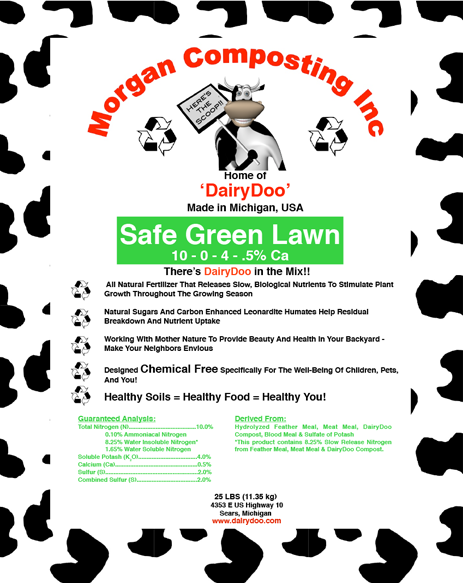 Morgan Composting Inc
HERE'S
THE
SCOOP!!
Home of
‘DairyDoo’
Made in Michigan, USA
Safe Green Lawn
10 - 0 - 4 - .5% Ca
There's DairyDoo in the Mix!!
All Natural Fertilizer That Releases Slow, Biological Nutrients To Stimulate Plant
Growth Throughout The Growing Season
Natural Sugars And Carbon Enhanced Leonardite Humates Help Residual
Breakdown And Nutrient Uptake
Working With Mother Nature To Provide Beauty And Health In Your Backyard -
Make Your Neighbors Envious
Designed Chemical Free Specifically For The Well-Being Of Children, Pets,
And You!
Healthy Soils = Healthy Food = Healthy You!
Guaranteed Analysis:
Total Nitrogen (N)..............................10.0%
0.10% Ammoniacal Nitrogen
8.25% Water Insoluble Nitrogen*
1.65% Water Soluble Nitrogen
Soluble Potash (K2O)..............................4.0%
Calcium (Ca)..............................0.5%
Sulfur (S)..............................2.0%
Combined Sulfur (S)..............................2.0%
Derived From:
Hydrolyzed Feather Meal, Meat Meal, DairyDoo
Compost, Blood Meal & Sulfate of Potash
*This product contains 8.25% Slow Release Nitrogen
from Feather Meal, Meat Meal & DairyDoo Compost.
25 LBS (11.35 kg)
4353 E US Highway 10
Sears, Michigan
www.dairydoo.com